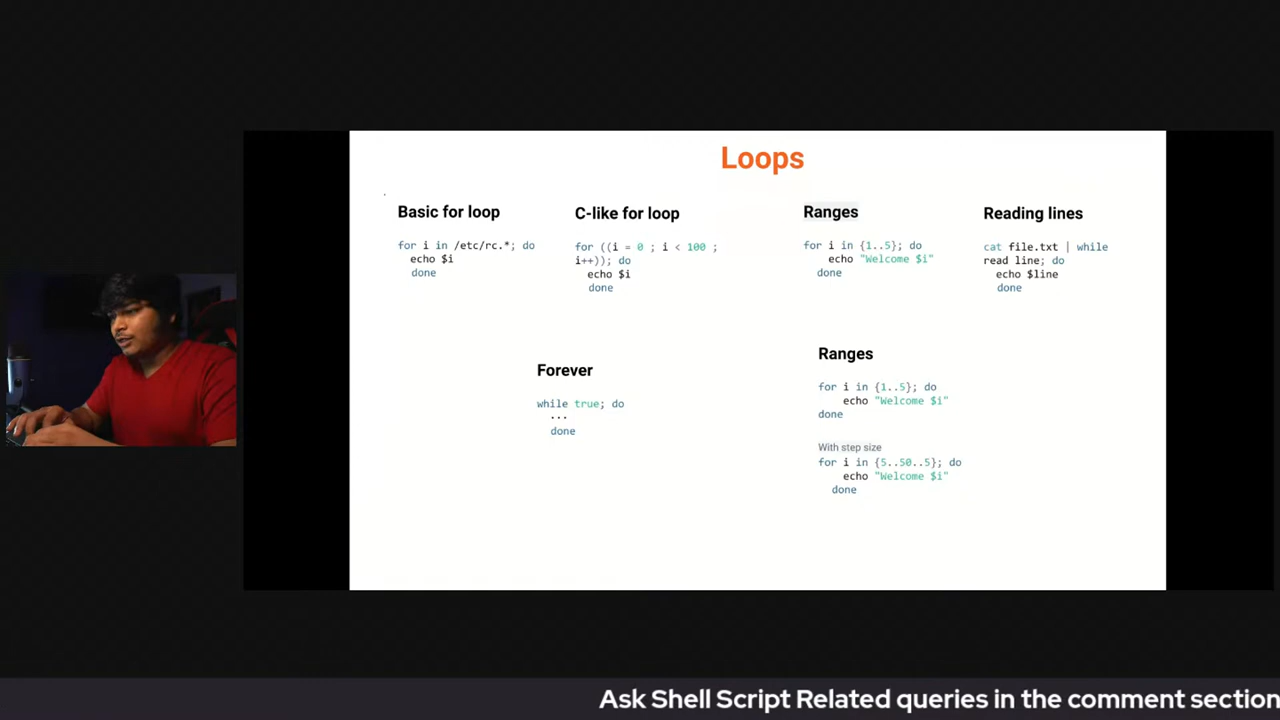 Loops
Basic for loop
for i in /etc/rc.*; do
echo $i
done
C-like for loop
for ((i = 0 ; i < 100 ;
i++)); do
echo $i
done
Ranges
for i in {1..5}; do
echo "Welcome $i"
done
Reading lines
cat file.txt | while
read line; do
echo $line
done
Forever
while true; do
...
done
Ranges
for i in {1..5}; do
echo "Welcome $i"
done
With step size
for i in {5..50..5}; do
echo "Welcome $i"
done
Ask Shell Script Related queries in the comment section